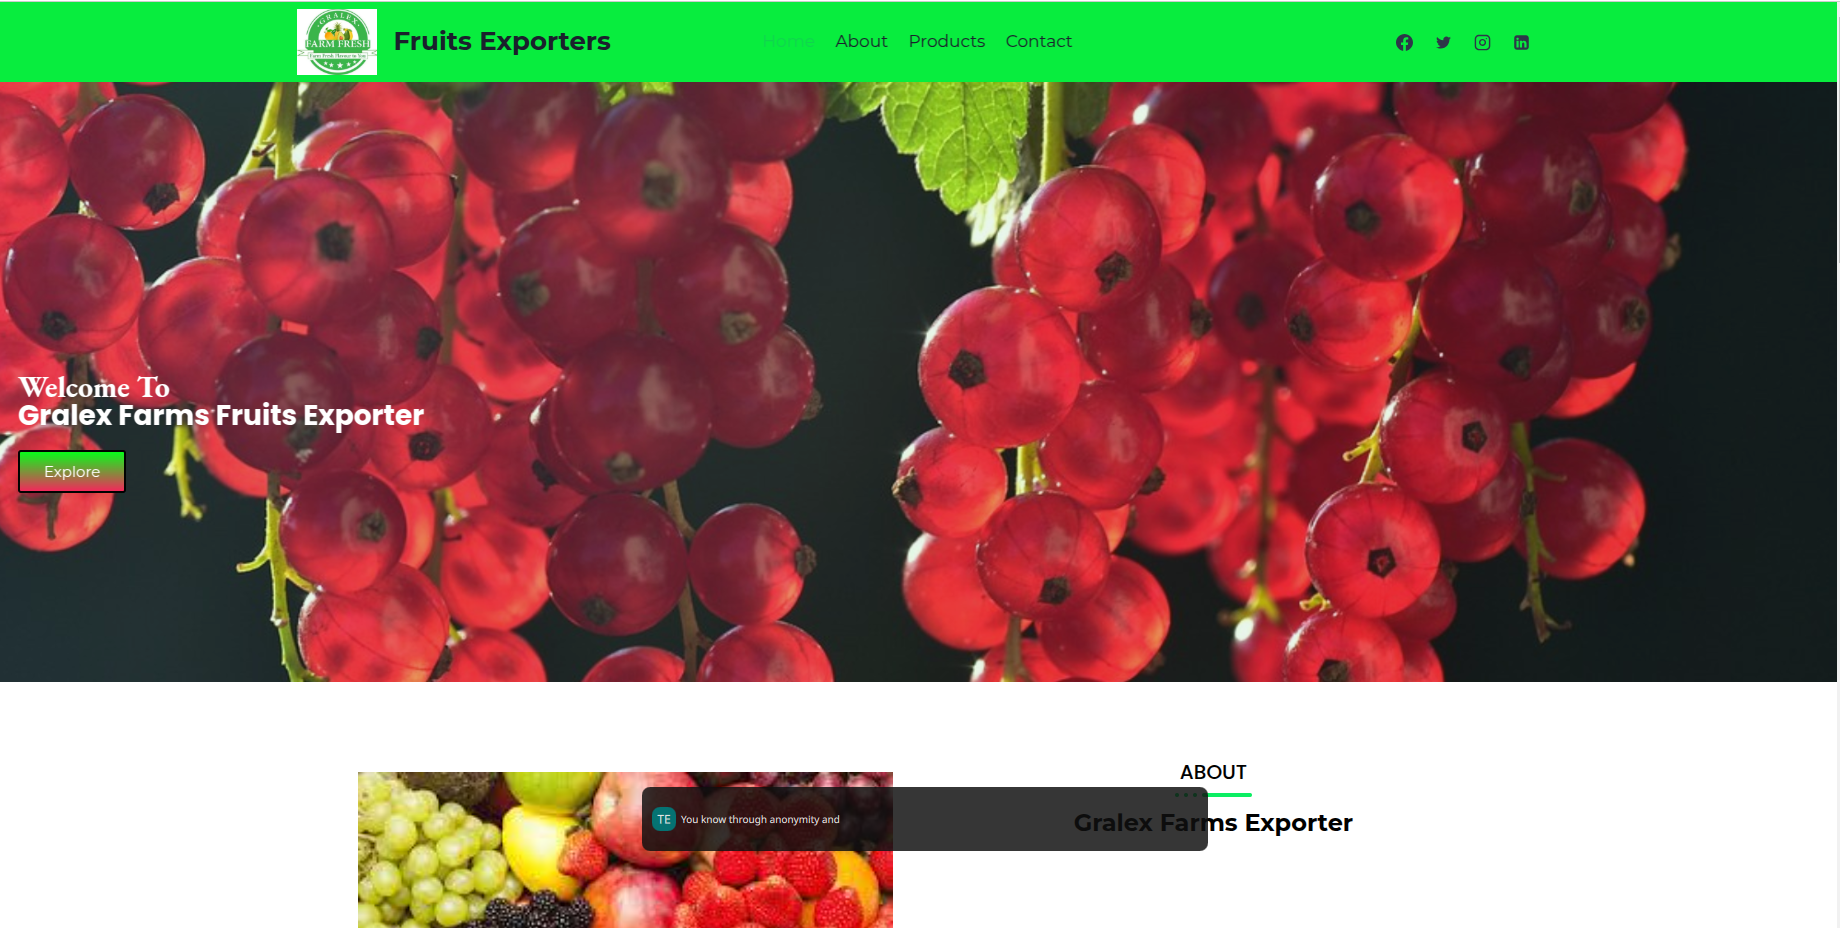 GRALEX
FARM FRESH
Fruits Exporters
Home About Products Contact
Welcome To
Gralex Farms Fruits Exporter
Explore
ABOUT
TE You know through anonymity and
Gralex Farms Exporter